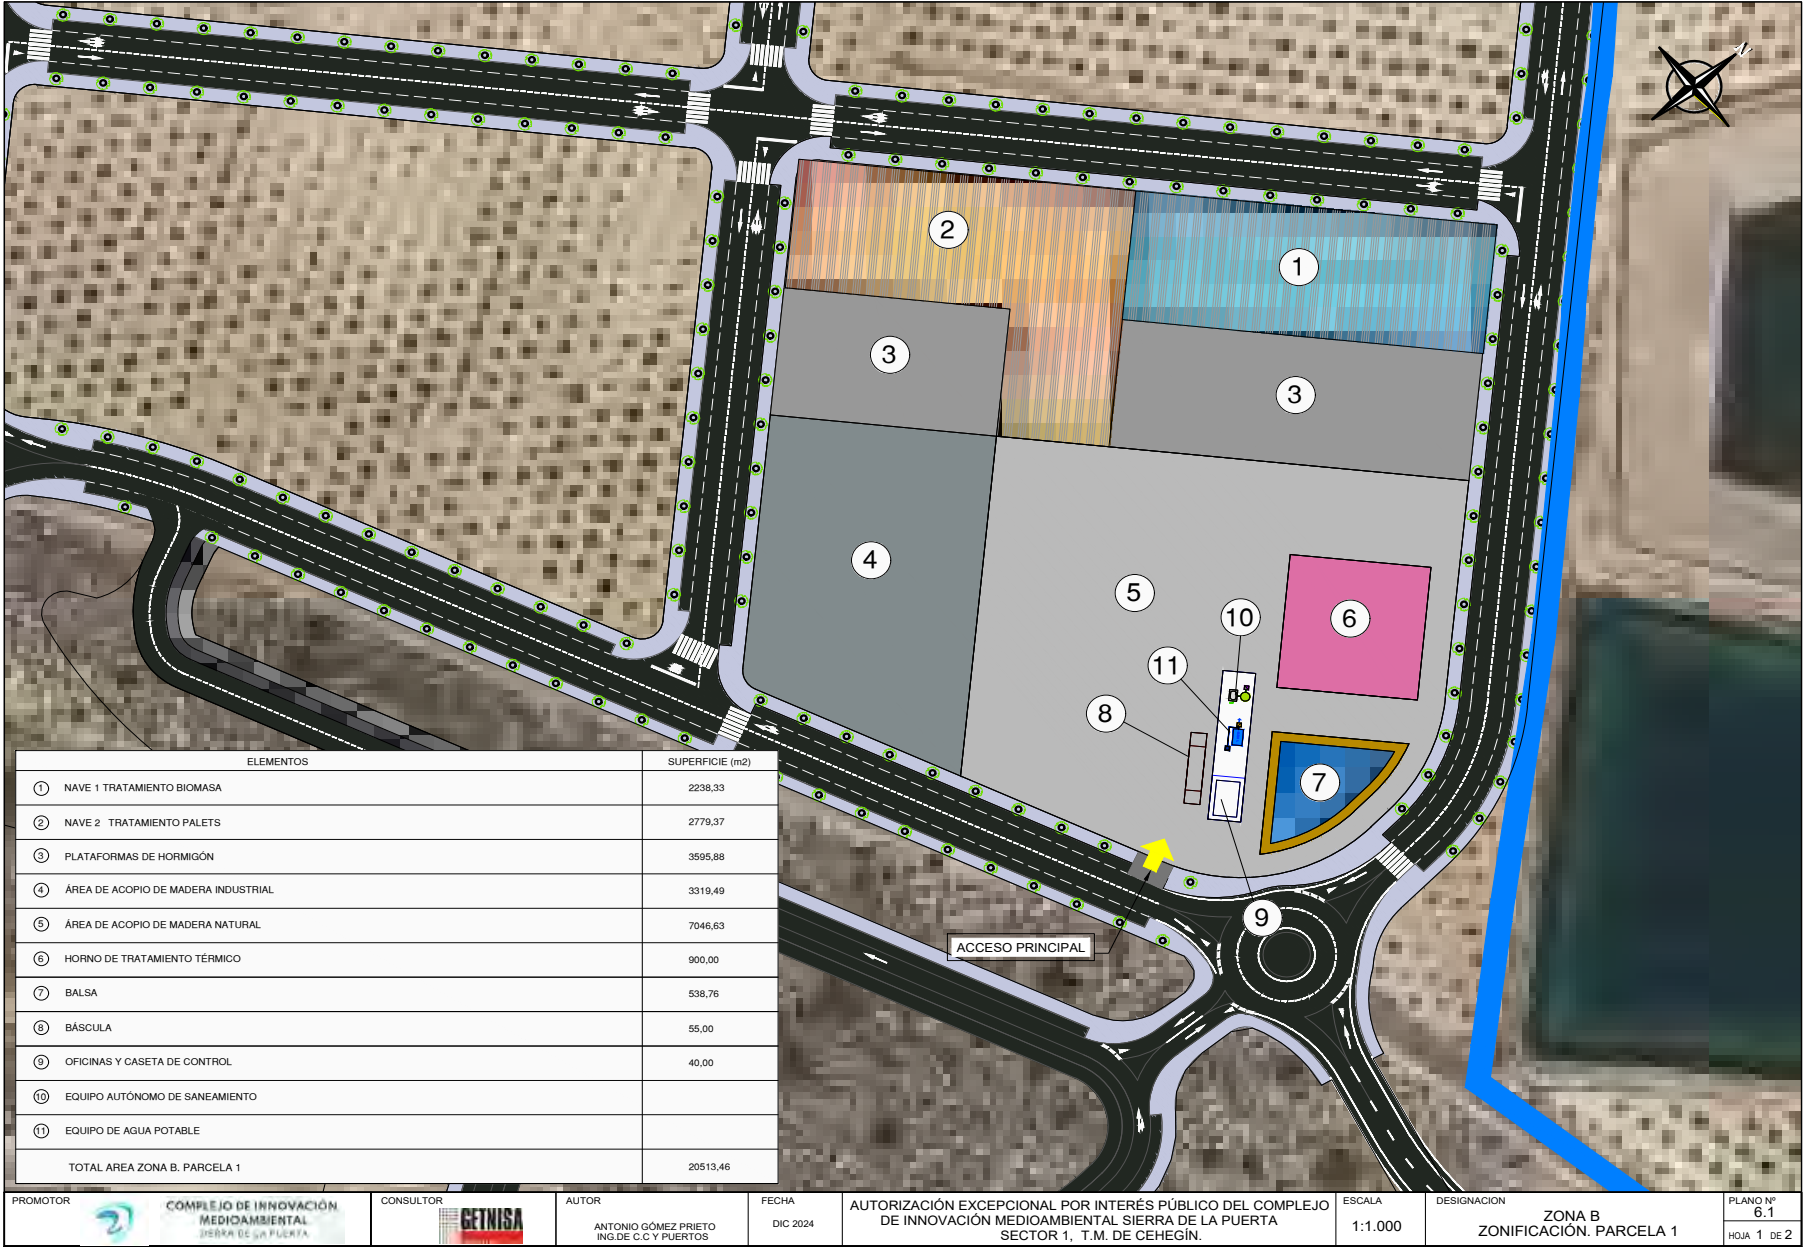 N
2
1
3
3
4
5
10
6
11
8
7
9
ACCESO PRINCIPAL
ELEMENTOS SUPERFICIE (m2)
1 NAVE 1 TRATAMIENTO BIOMASA 2238,33
2 NAVE 2 TRATAMIENTO PALETS 2779,37
3 PLATAFORMAS DE HORMIGÓN 3595,88
4 ÁREA DE ACOPIO DE MADERA INDUSTRIAL 3319,49
5 ÁREA DE ACOPIO DE MADERA NATURAL 7046,63
6 HORNO DE TRATAMIENTO TÉRMICO 900,00
7 BALSA 538,76
8 BÁSCULA 55,00
9 OFICINAS Y CASETA DE CONTROL 40,00
10 EQUIPO AUTÓNOMO DE SANEAMIENTO
11 EQUIPO DE AGUA POTABLE
TOTAL AREA ZONA B. PARCELA 1 20513,46
PROMOTOR
COMPLEJO DE INNOVACIÓN
MEDIOAMBIENTAL
SIERRA DE LA PUERTA
CONSULTOR
GETNISA
AUTOR
ANTONIO GÓMEZ PRIETO
ING.DE C.C Y PUERTOS
FECHA
DIC 2024
AUTORIZACIÓN EXCEPCIONAL POR INTERÉS PÚBLICO DEL COMPLEJO
DE INNOVACIÓN MEDIOAMBIENTAL SIERRA DE LA PUERTA
SECTOR 1, T.M. DE CEHEGÍN.
ESCALA
1:1.000
DESIGNACION
ZONA B
ZONIFICACIÓN. PARCELA 1
PLANO Nº
6.1
HOJA 1 DE 2